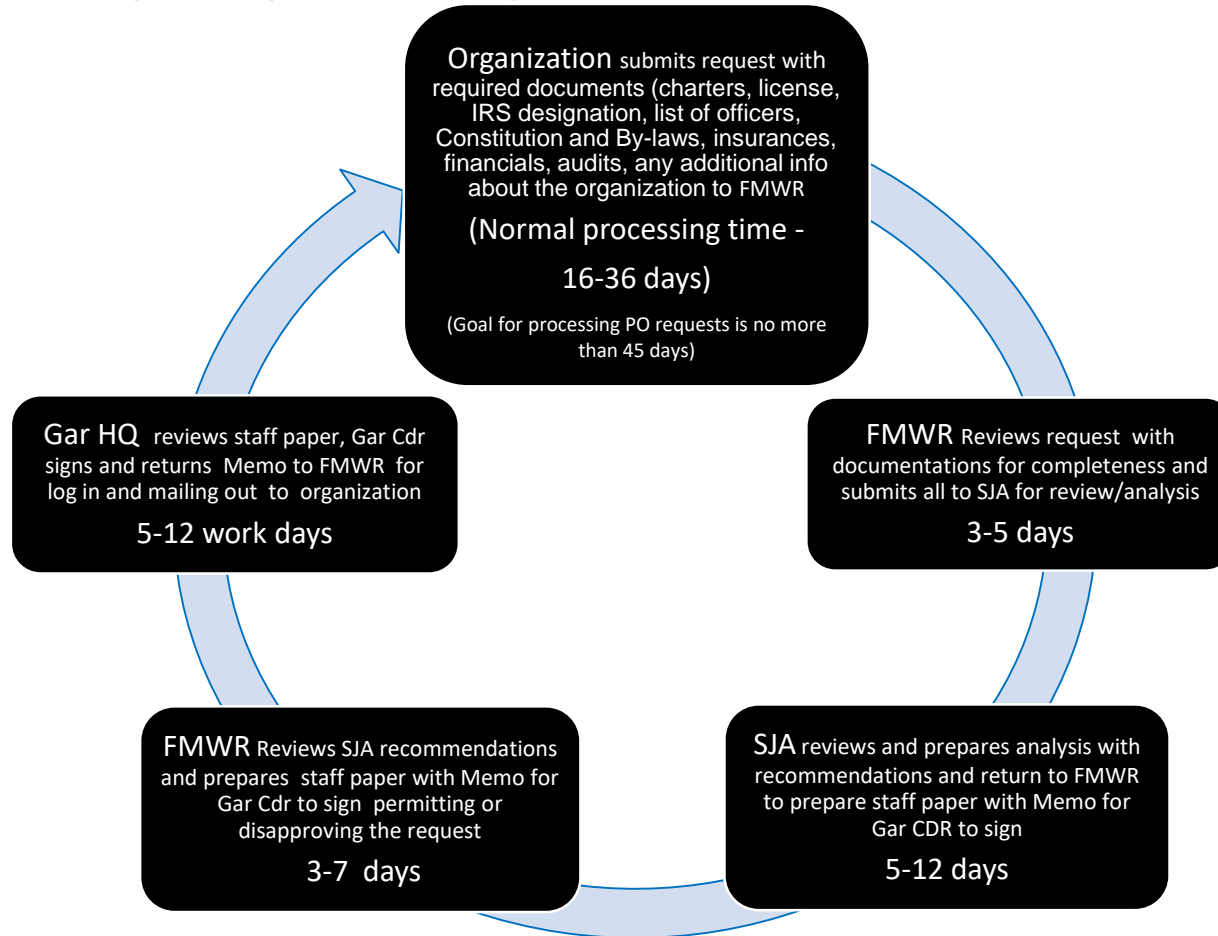 Organization submits request with
required documents (charters, license,
IRS designation, list of officers,
Constitution and By-laws, insurances,
financials, audits, any additional info
about the organization to FMWR
(Normal processing time -
16-36 days)
(Goal for processing PO requests is no more
than 45 days)
FMWR Reviews request with
documentations for completeness and
submits all to SJA for review/analysis
3-5 days
SJA reviews and prepares analysis with
recommendations and return to FMWR
to prepare staff paper with Memo for
Gar CDR to sign
5-12 days
FMWR Reviews SJA recommendations
and prepares staff paper with Memo for
Gar Cdr to sign permitting or
disapproving the request
3-7 days
Gar HQ reviews staff paper, Gar Cdr
signs and returns Memo to FMWR for
log in and mailing out to organization
5-12 work days